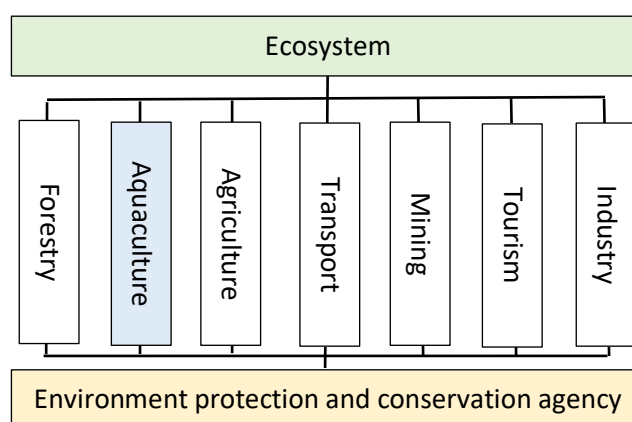 Ecosystem
Forestry
Aquaculture
Agriculture
Transport
Mining
Tourism
Industry
Environment protection and conservation agency